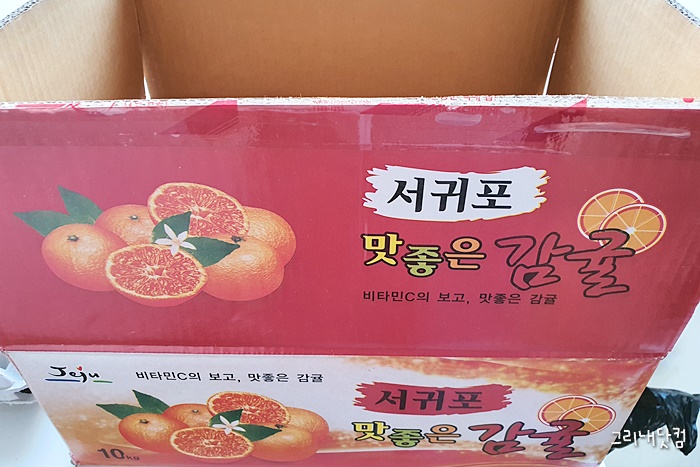 서귀포
맛좋은 감귤
비타민C의 보고, 맛좋은 감귤
Jeju
비타민C의 보고, 맛좋은 감귤
서귀포
맛좋은 감귤
10kg
그리내닷컴